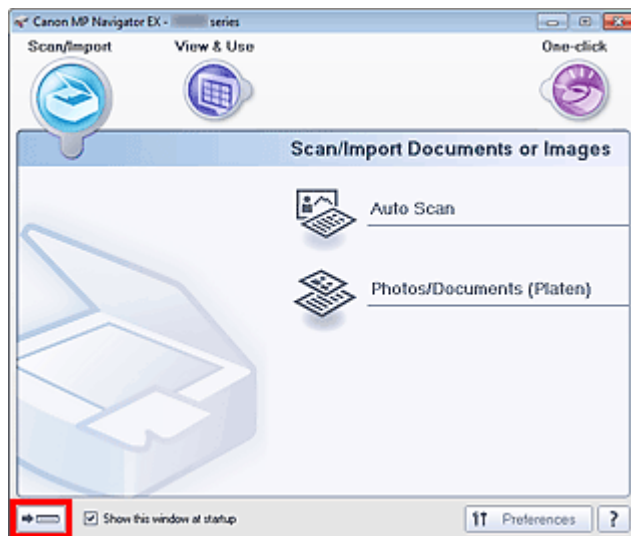 Canon MP Navigator EX - series
Scan/Import View & Use One-click
Scan/Import Documents or Images
Auto Scan
Photos/Documents (Platen)
Show this window at startup Preferences ?